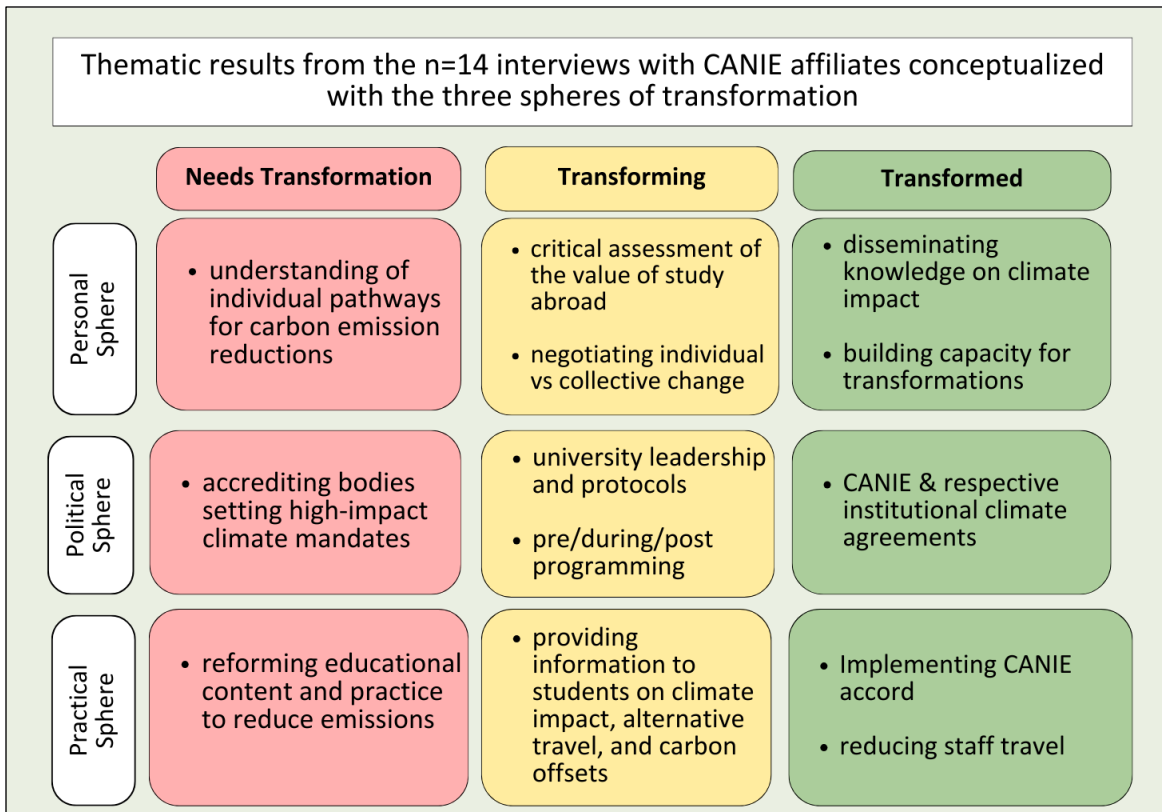 Thematic results from the n=14 interviews with CANIE affiliates conceptualized
with the three spheres of transformation
Needs Transformation
Transforming
Transformed
Personal
Sphere
• understanding of
individual pathways
for carbon emission
reductions
• critical assessment of
the value of study
abroad
• negotiating individual
vs collective change
• disseminating
knowledge on climate
impact
• building capacity for
transformations
Political
Sphere
• accrediting bodies
setting high-impact
climate mandates
• university leadership
and protocols
• pre/during/post
programming
• CANIE & respective
institutional climate
agreements
Practical
Sphere
• reforming educational
content and practice
to reduce emissions
• providing
information to
students on climate
impact, alternative
travel, and carbon
offsets
• Implementing CANIE
accord
• reducing staff travel